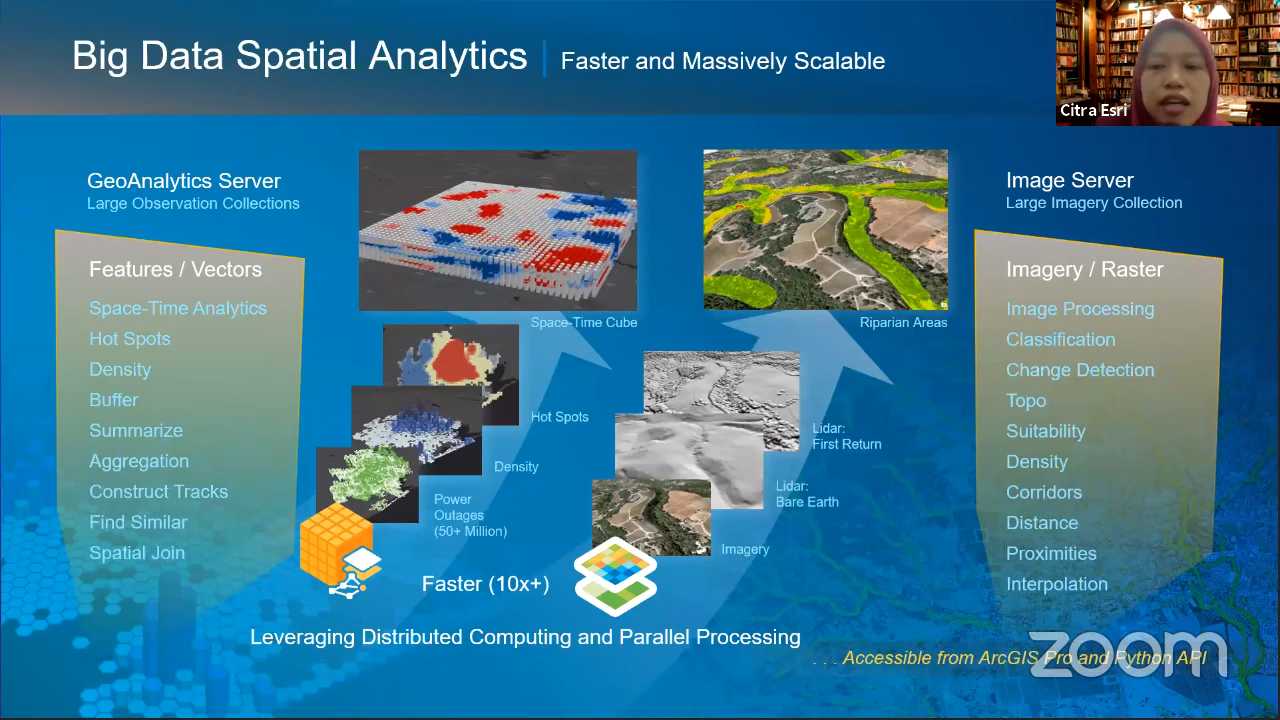 Big Data Spatial Analytics | Faster and Massively Scalable
Citra Esri
GeoAnalytics Server
Large Observation Collections
Features / Vectors
Space-Time Analytics
Hot Spots
Density
Buffer
Summarize
Aggregation
Construct Tracks
Find Similar
Spatial Join
Space-Time Cube
Hot Spots
Density
Power
Outages
(50+ Million)
Riparian Areas
Lidar:
First Return
Lidar:
Bare Earth
Imagery
Image Server
Large Imagery Collection
Imagery / Raster
Image Processing
Classification
Change Detection
Topo
Suitability
Density
Corridors
Distance
Proximities
Interpolation
Faster (10x+)
Leveraging Distributed Computing and Parallel Processing
. . . Accessible from ArcGIS Pro and Python API
zoom